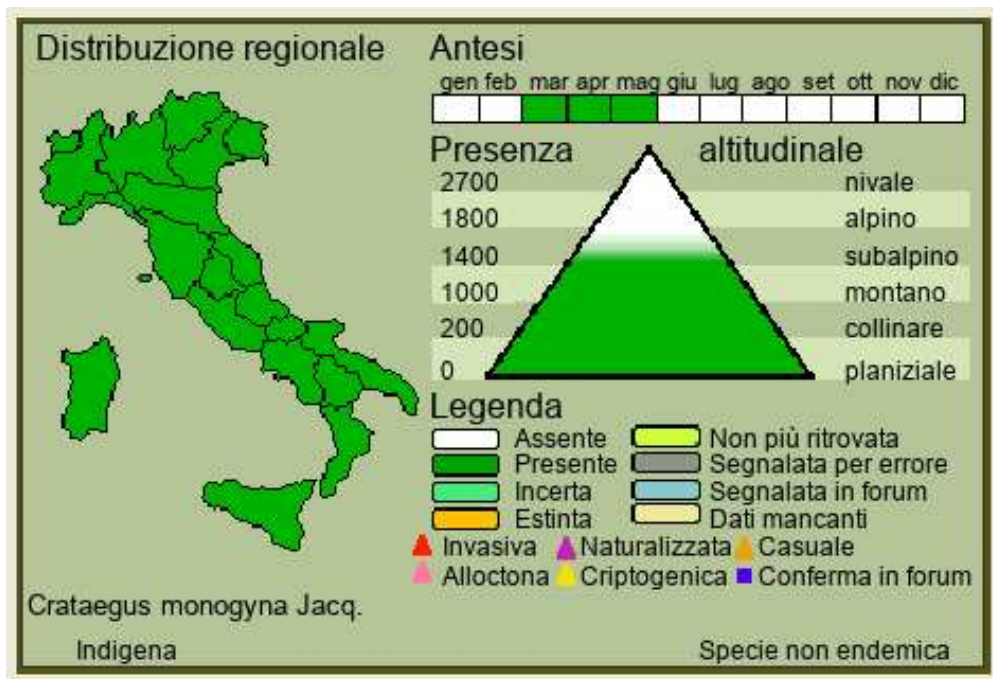 Distribuzione regionale
Antesi
gen feb mar apr mag giu lug ago set ott nov dic
Presenza altitudinale
2700 nivale
1800 alpino
1400 subalpino
1000 montano
200 collinare
0 planiziale
Legenda
Assente Non più ritrovata
Presente Segnalata per errore
Incerta Segnalata in forum
Estinta Dati mancanti
Invasiva Naturalizzata Casuale
Alloctona Criptogenica Conferma in forum
Crataegus monogyna Jacq.
Indigena Specie non endemica